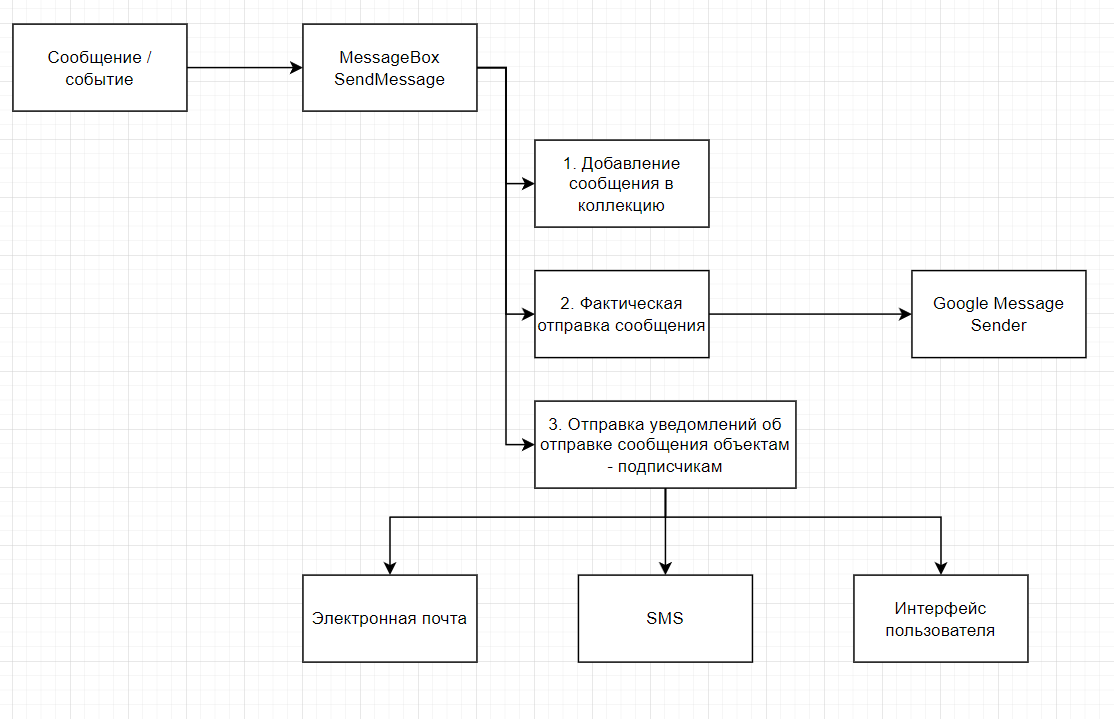 Сообщение /
событие
MessageBox
SendMessage
1. Добавление
сообщения в
коллекцию
2. Фактическая
отправка сообщения
Google Message
Sender
3. Отправка уведомлений об
отправке сообщения объектам
- подписчикам
Электронная почта
SMS
Интерфейс
пользователя